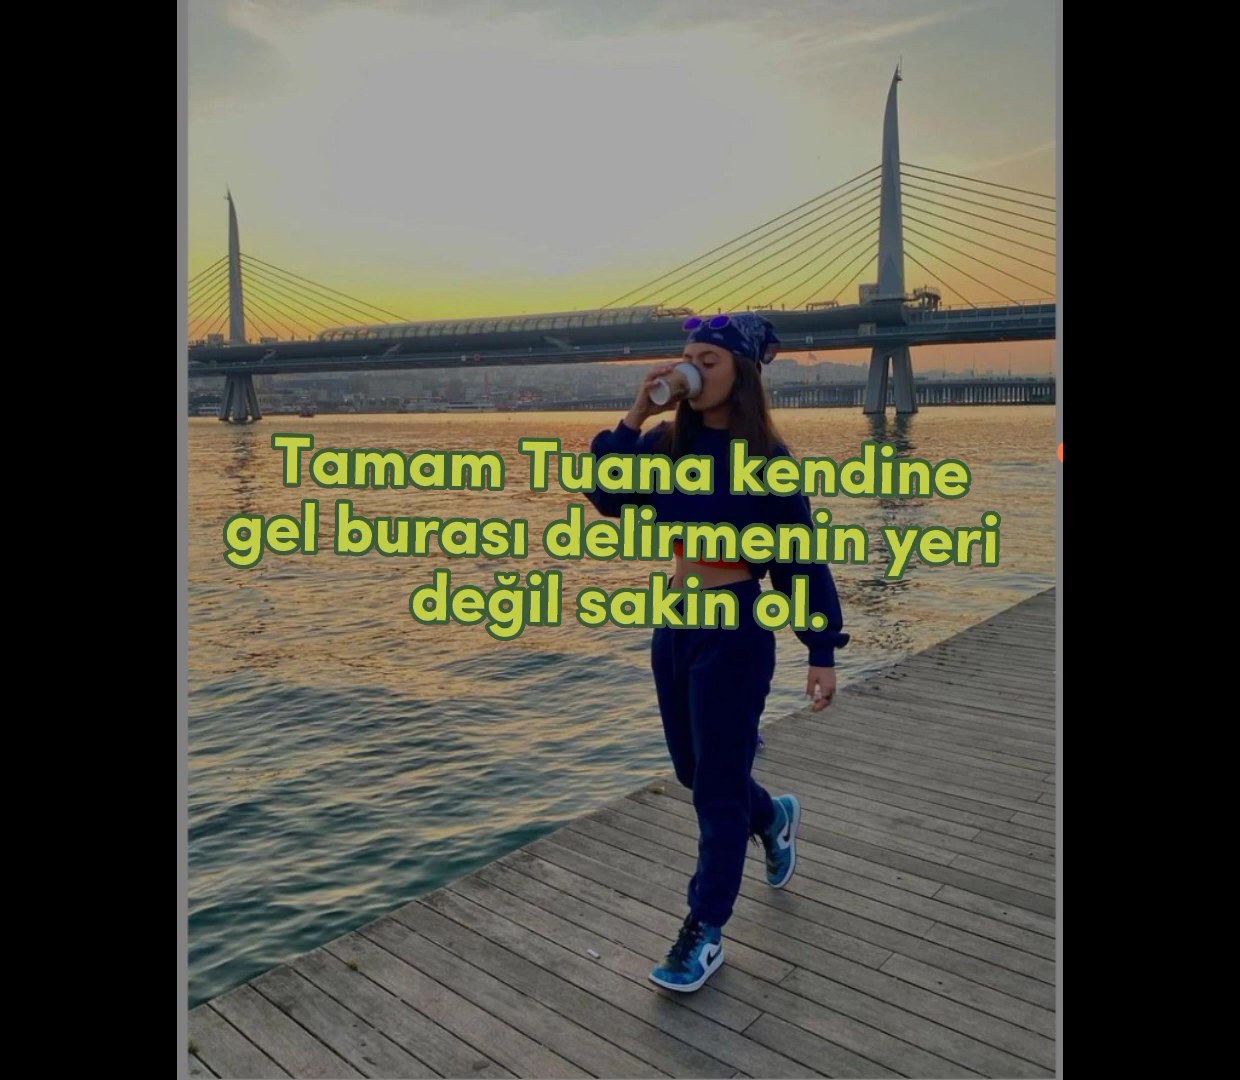 Tamam Tuana kendine
gel burası delirmenin yeri
değil sakin ol.